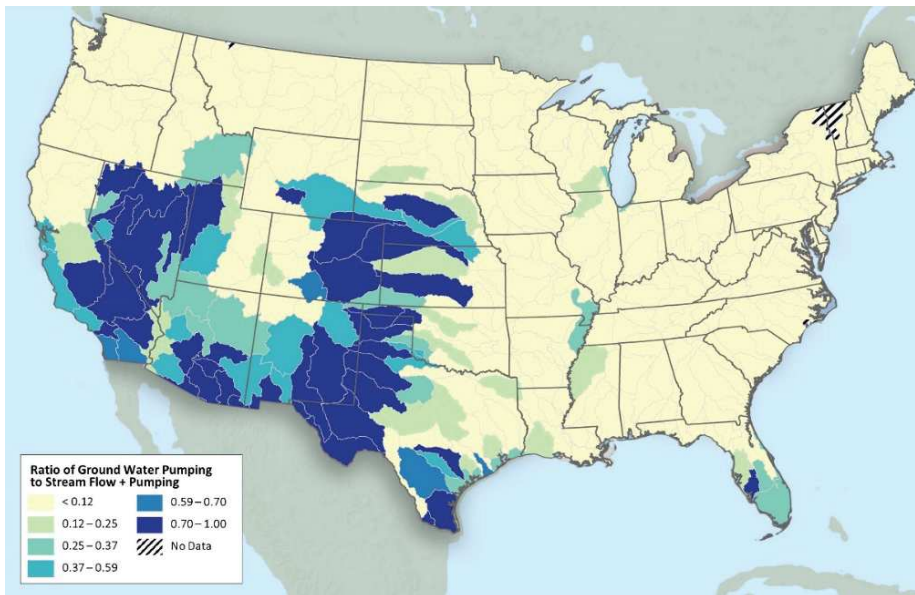 Ratio of Ground Water Pumping
to Stream Flow + Pumping
< 0.12
0.12 – 0.25
0.25 – 0.37
0.37 – 0.59
0.59 – 0.70
0.70 – 1.00
No Data